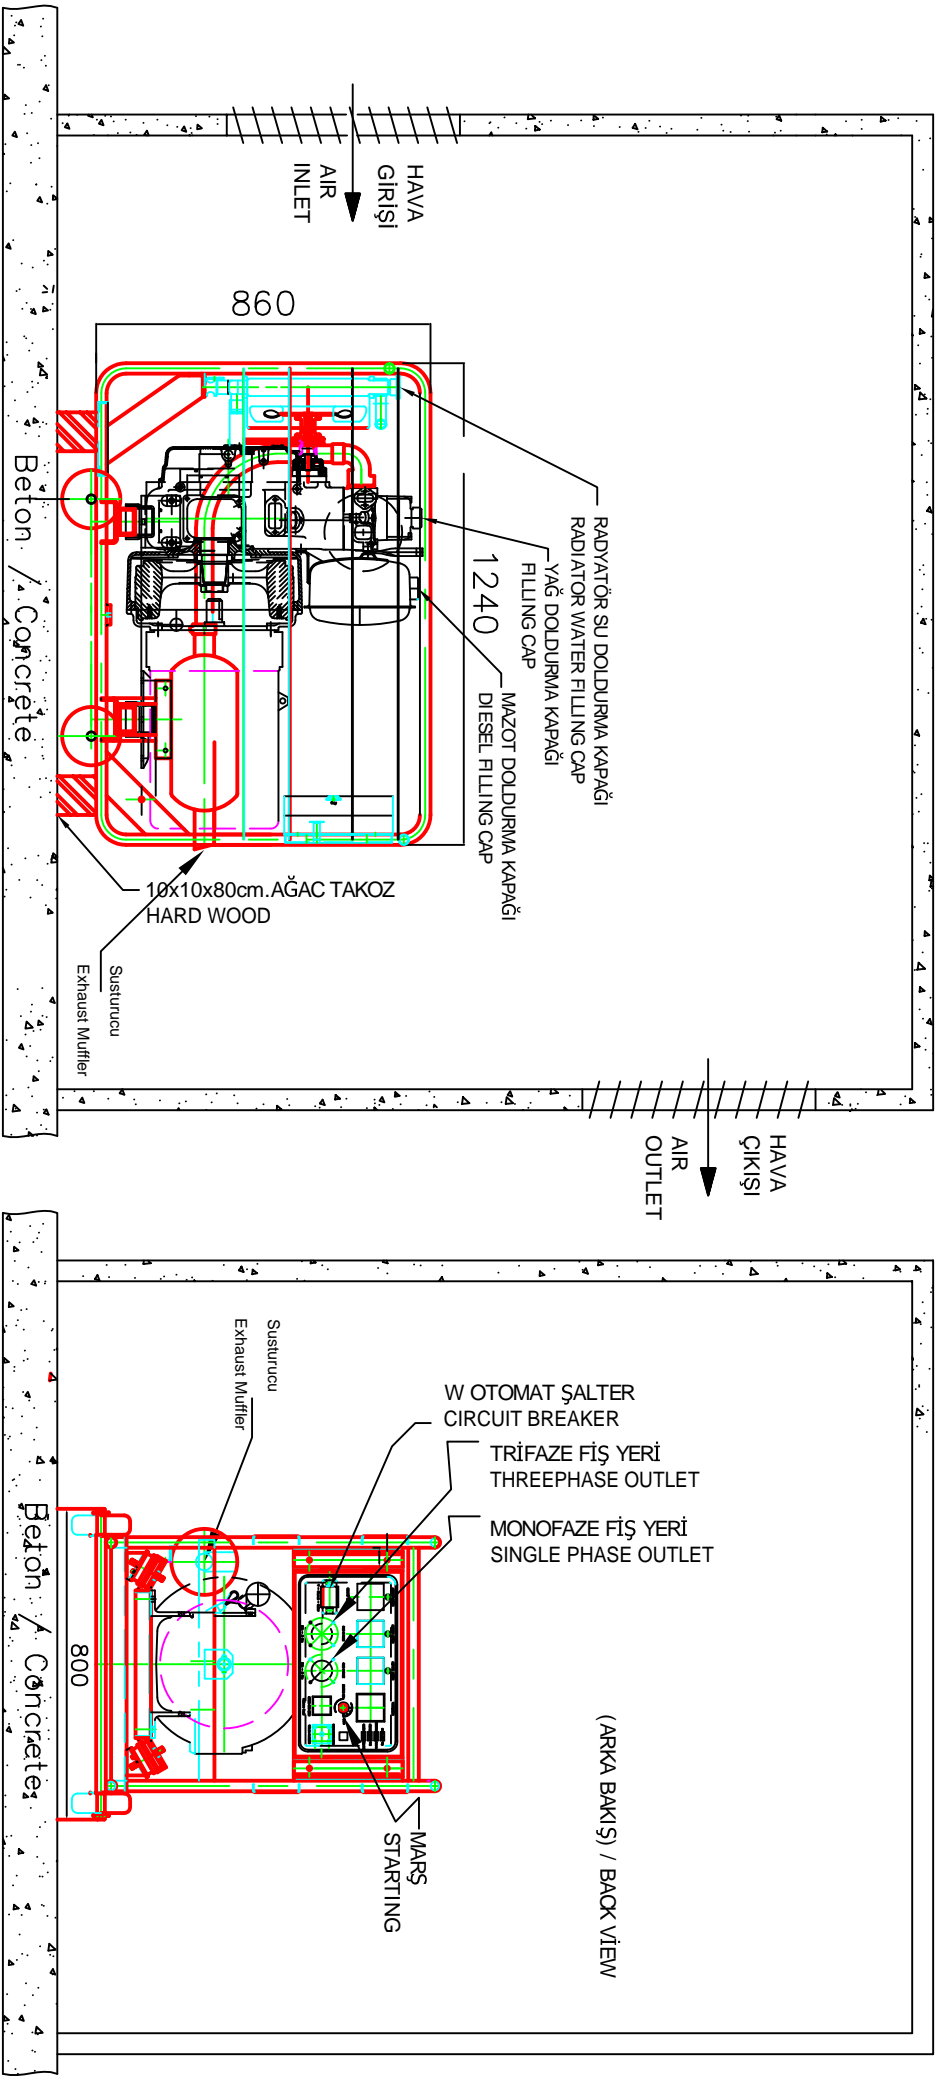 HAVA
GİRİŞİ
AIR
INLET
860
1240
RADYATÖR SU DOLDURMA KAPAĞI
RADIATOR WATER FILLING CAP
YAĞ DOLDURMA KAPAĞI
FILLING CAP
MAZOT DOLDURMA KAPAĞI
DIESEL FILLING CAP
10x10x80cm.AĞAC TAKOZ
HARD WOOD
Susturucu
Exhaust Muffler
Beton / Concrete
HAVA
ÇIKIŞI
AIR
OUTLET
Susturucu
Exhaust Muffler
W OTOMAT ŞALTER
CIRCUIT BREAKER
TRİFAZE FİŞ YERİ
THREEPHASE OUTLET
MONOFAZE FİŞ YERİ
SINGLE PHASE OUTLET
MARŞ
STARTING
800
Beton / Concrete
(ARKA BAKIŞ) / BACK VİEW